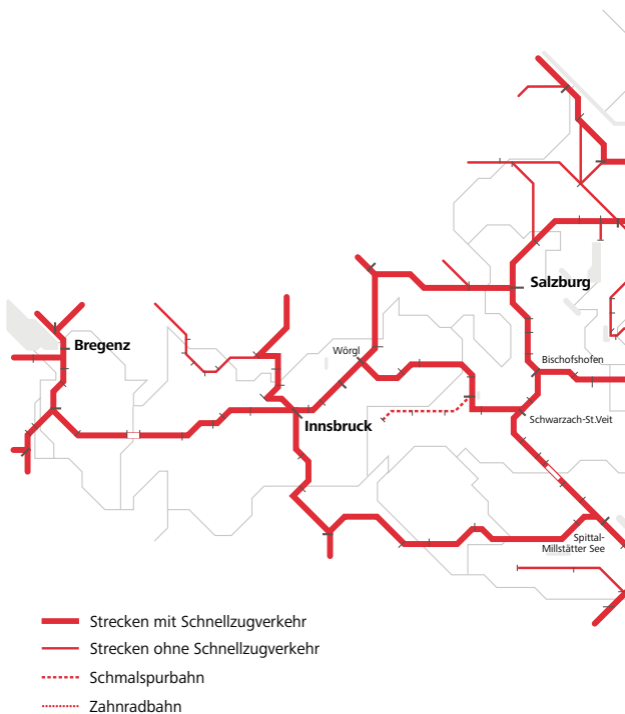 Salzburg
Bregenz
Wörgl
Bischofshofen
Innsbruck
Schwarzach-St.Veit
Spittal-
Millstätter See
Strecken mit Schnellzugverkehr
Strecken ohne Schnellzugverkehr
Schmalspurbahn
Zahnradbahn